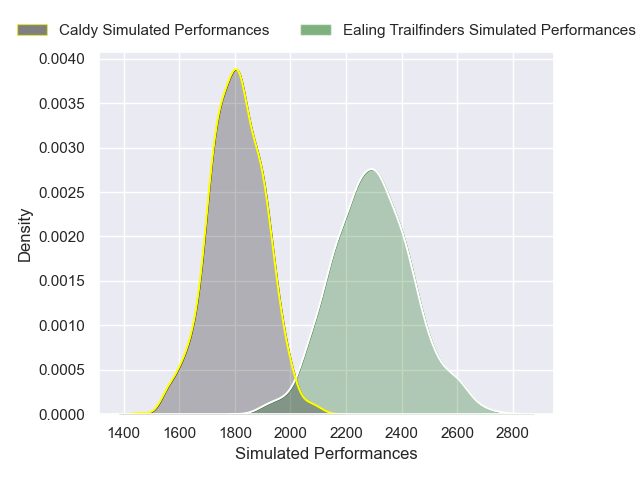 Caldy Simulated Performances
Ealing Trailfinders Simulated Performances
0.0040
0.0035
0.0030
0.0025
0.0020
0.0015
0.0010
0.0005
0.0000
Density
1400 1600 1800 2000 2200 2400 2600 2800
Simulated Performances